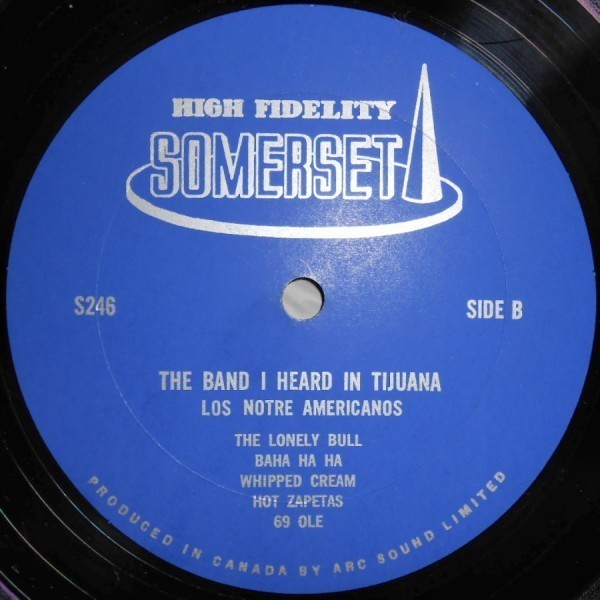 HIGH FIDELITY
SOMERSET
S246
SIDE B
THE BAND I HEARD IN TIJUANA
LOS NOTRE AMERICANOS
THE LONELY BULL
BAHA HA HA
WHIPPED CREAM
HOT ZAPETAS
69 OLE
PRODUCED IN CANADA BY ARC SOUND LIMITED